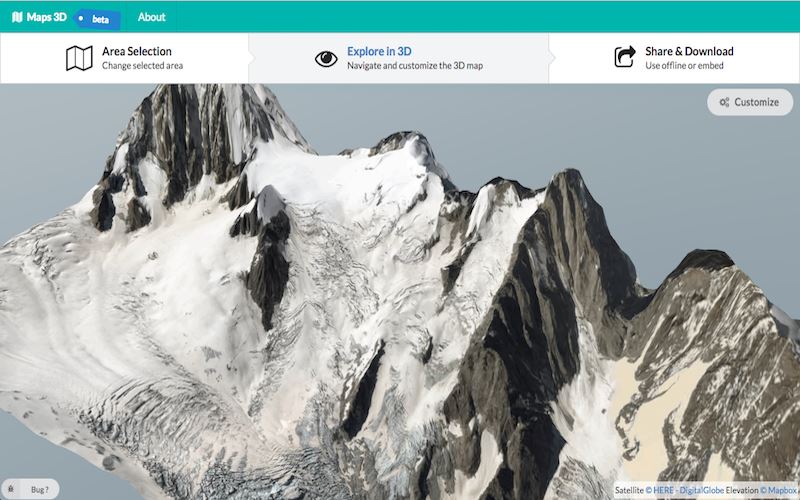 Maps 3D beta About
Area Selection
Change selected area
Explore in 3D
Navigate and customize the 3D map
Share & Download
Use offline or embed
Customize
Bug ?
Satellite © HERE - DigitalGlobe Elevation © Mapbox